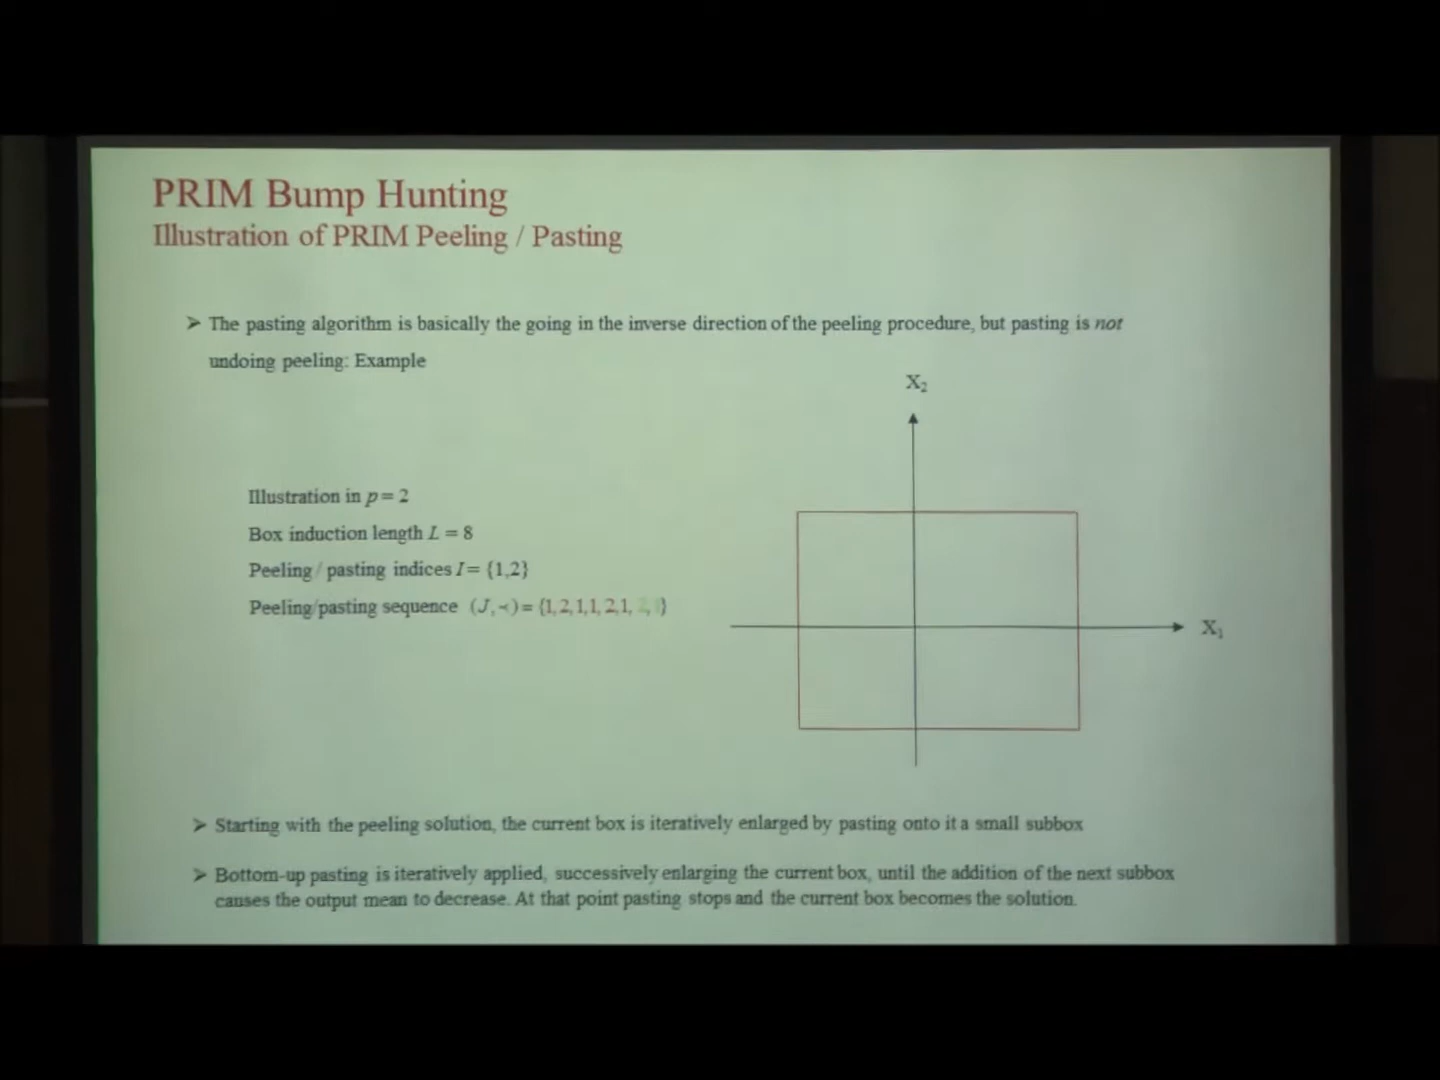 PRIM Bump Hunting
Illustration of PRIM Peeling / Pasting
➢ The pasting algorithm is basically the going in the inverse direction of the peeling procedure, but pasting is not
undoing peeling: Example
X₂
Illustration in p = 2
Box induction length L = 8
Peeling / pasting indices I = {1,2}
Peeling/pasting sequence (J, ≺) = {1, 2, 1, 1, 2, 1, }
X₁
➢ Starting with the peeling solution, the current box is iteratively enlarged by pasting onto it a small subbox
➢ Bottom-up pasting is iteratively applied, successively enlarging the current box, until the addition of the next subbox
causes the output mean to decrease. At that point pasting stops and the current box becomes the solution.